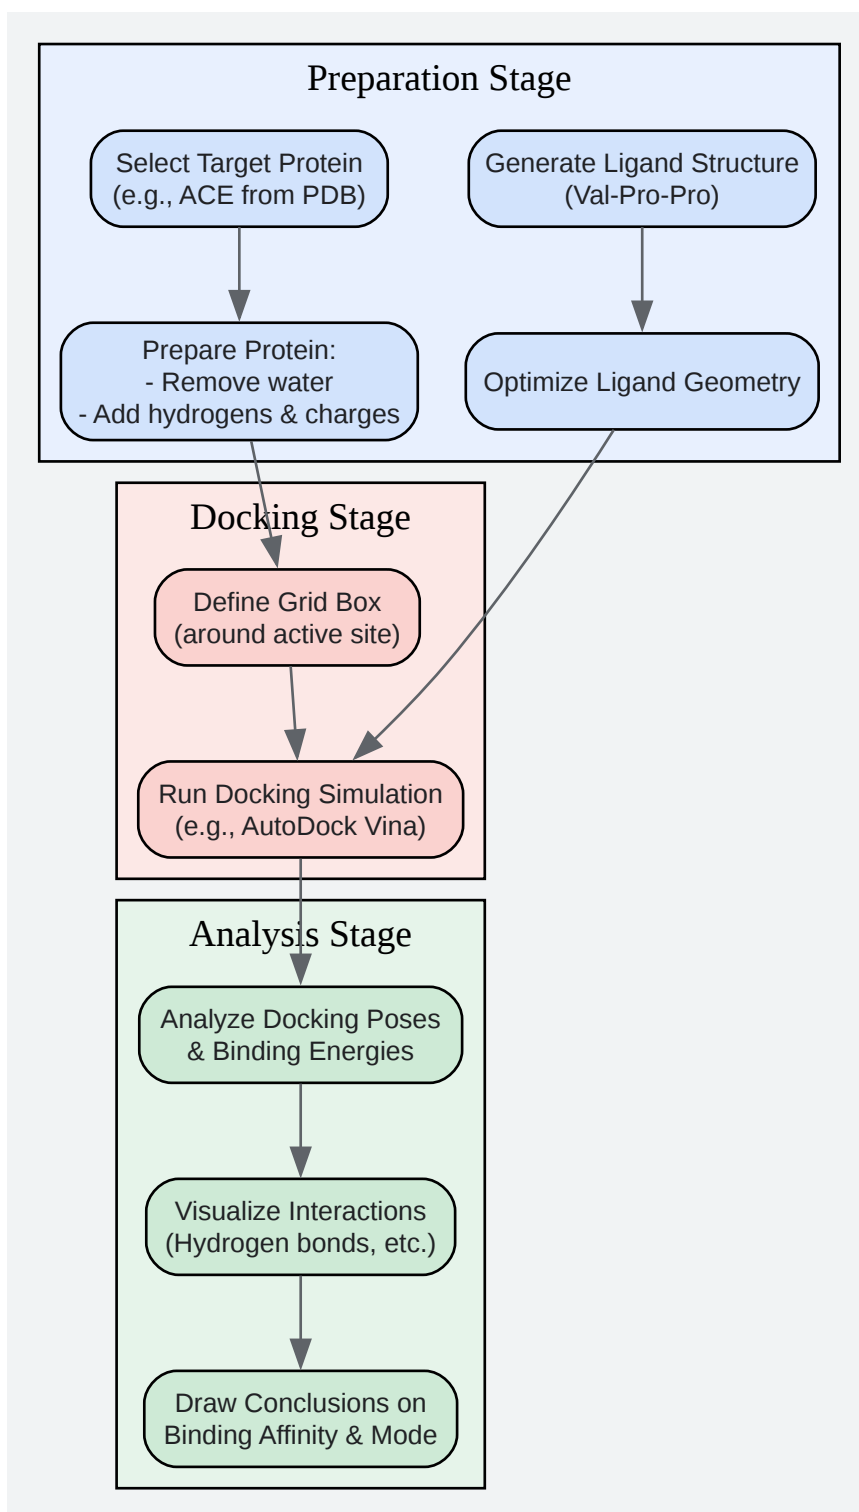 Preparation Stage
Select Target Protein
(e.g., ACE from PDB)
Generate Ligand Structure
(Val-Pro-Pro)
Prepare Protein:
- Remove water
- Add hydrogens & charges
Optimize Ligand Geometry
Docking Stage
Define Grid Box
(around active site)
Run Docking Simulation
(e.g., AutoDock Vina)
Analysis Stage
Analyze Docking Poses
& Binding Energies
Visualize Interactions
(Hydrogen bonds, etc.)
Draw Conclusions on
Binding Affinity & Mode